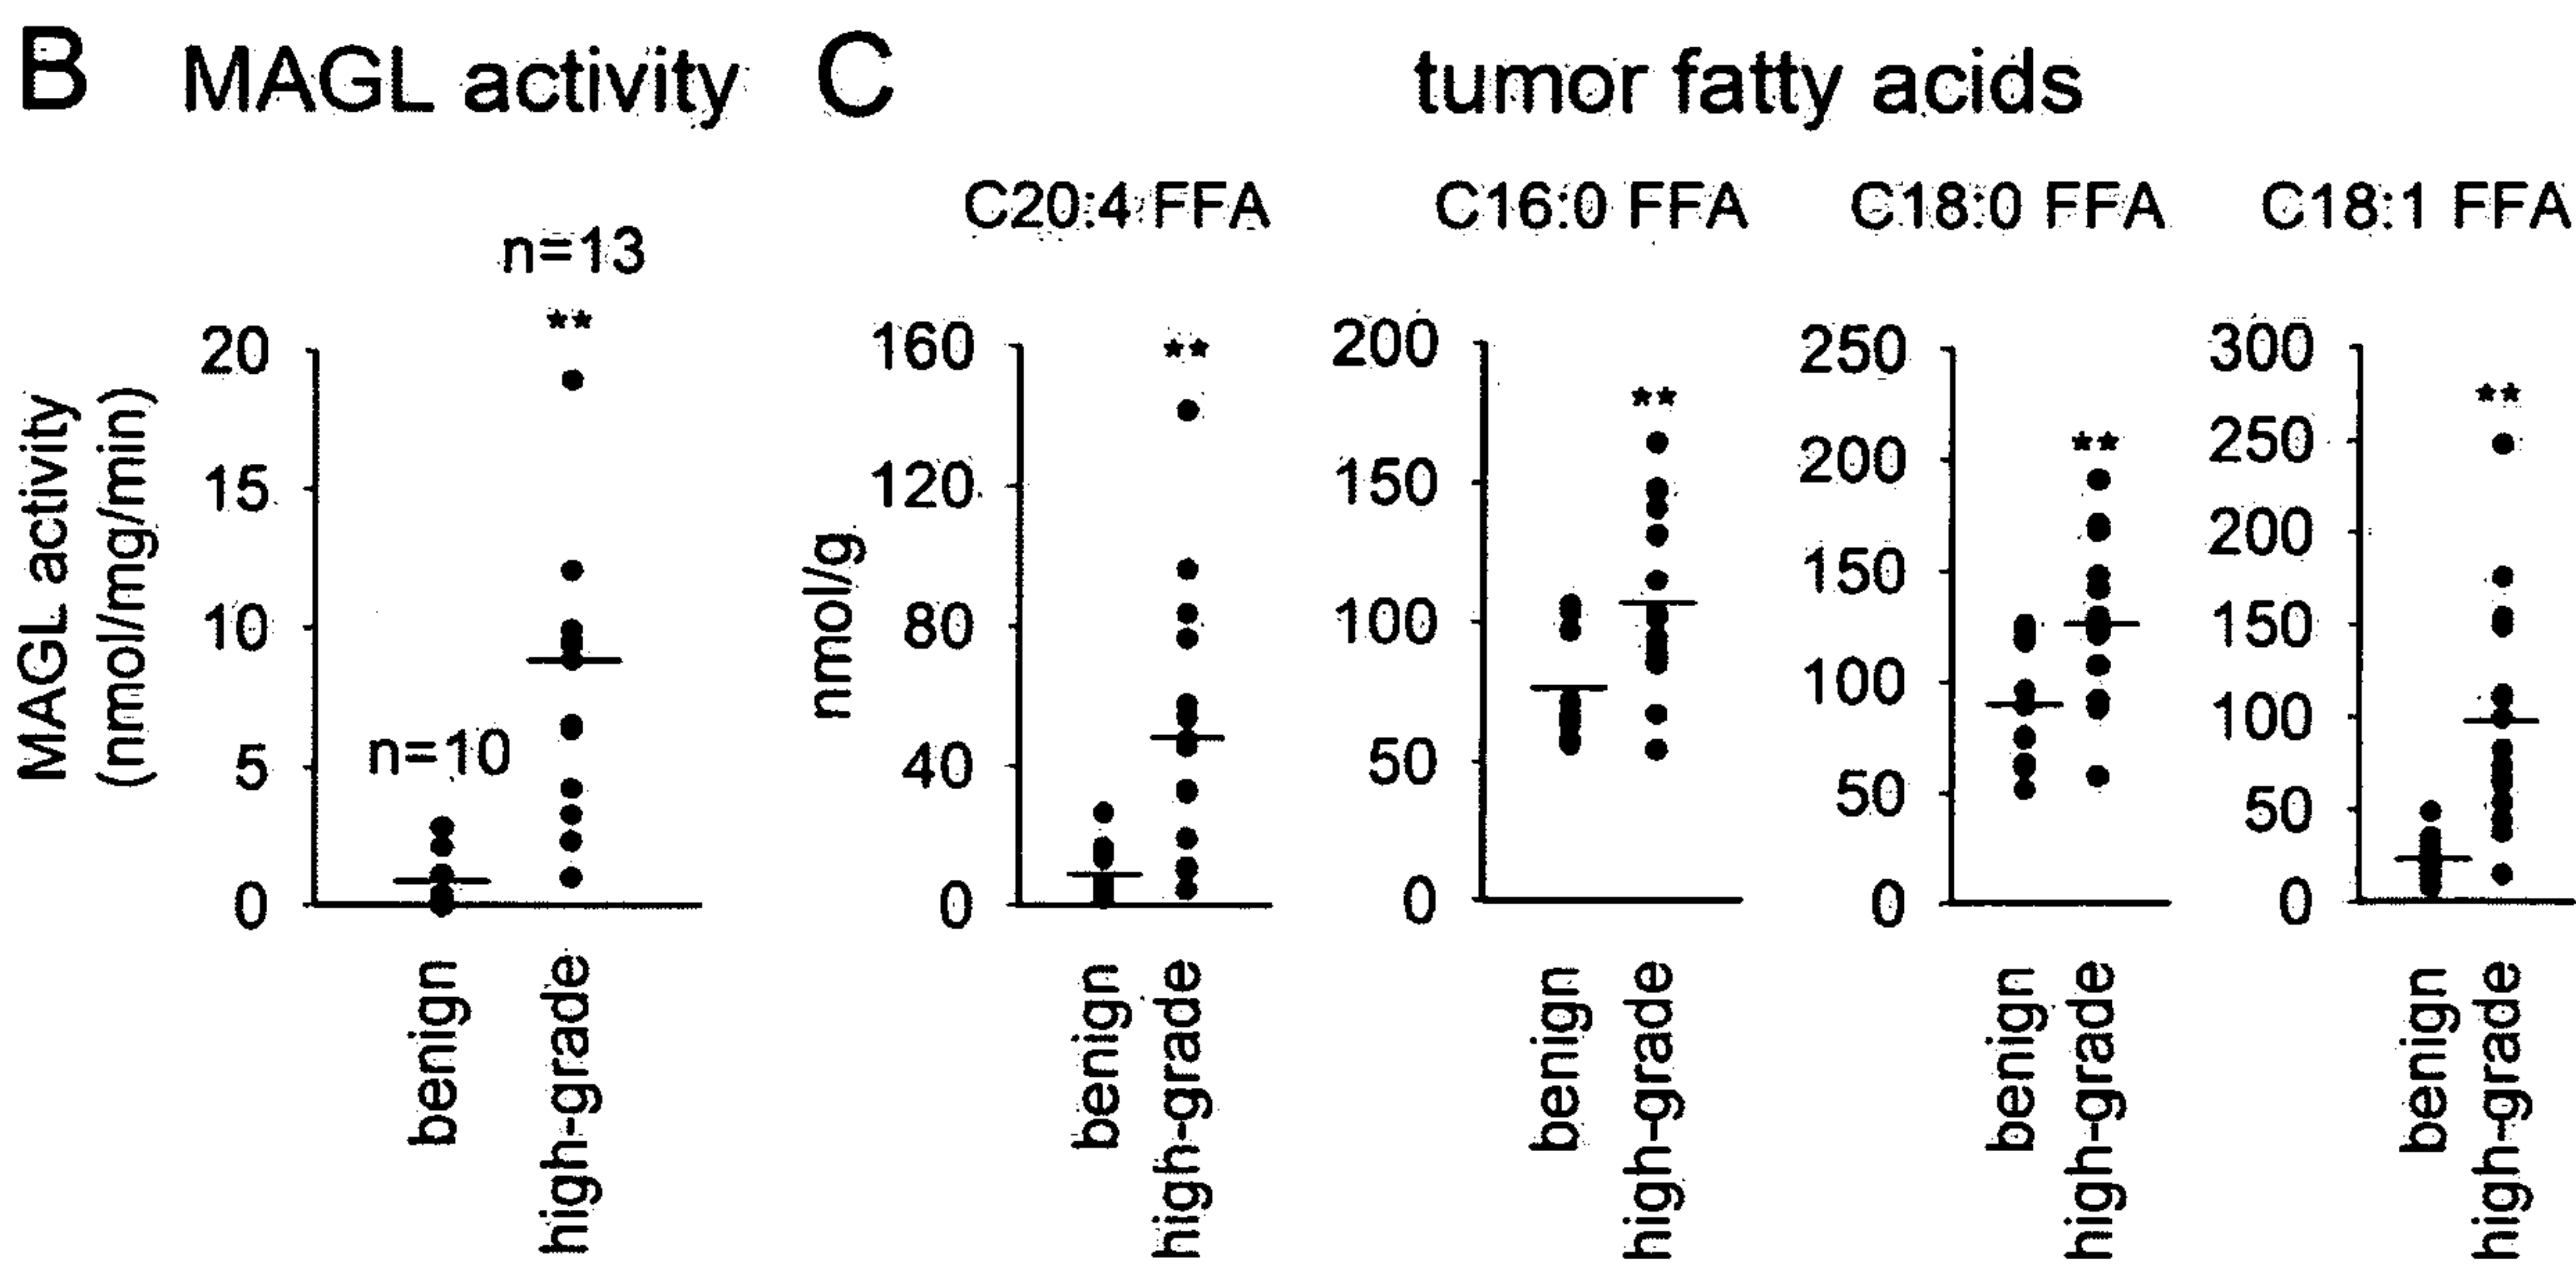 B MAGL activity
n=13
**
20
15
10
5
0
n=10
MAGL activity
(nmol/mg/min)
benign
high-grade
C tumor fatty acids
nmol/g
C20:4 FFA
**
160
120
80
40
0
benign
high-grade
C16:0 FFA
**
200
150
100
50
0
benign
high-grade
C18:0 FFA
**
250
200
150
100
50
0
benign
high-grade
C18:1 FFA
**
300
250
200
150
100
50
0
benign
high-grade